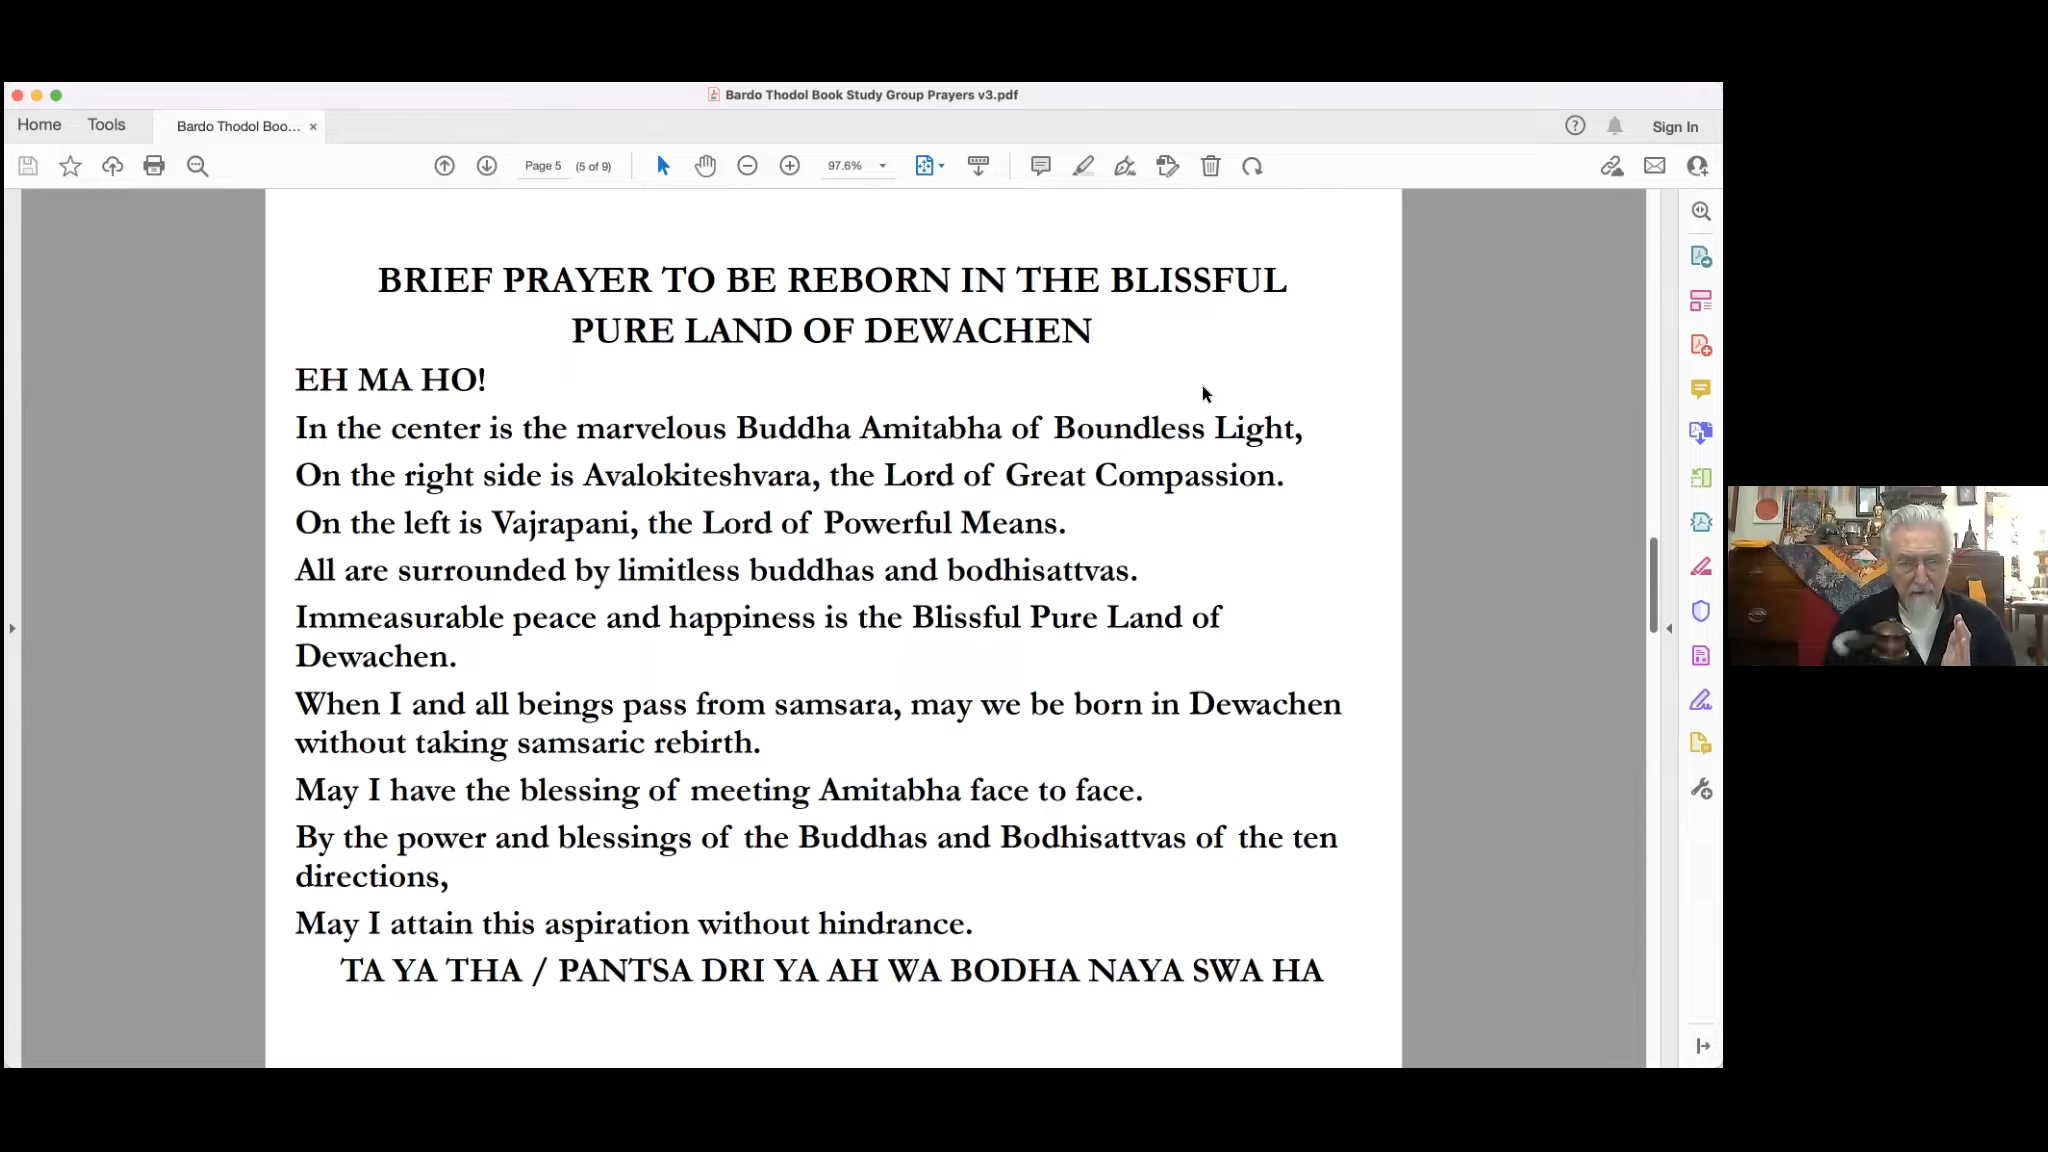 Bardo Thodol Book Study Group Prayers v3.pdf
Home Tools Bardo Thodol Boo... × Sign In
Page 5 (5 of 9) 97.6%
BRIEF PRAYER TO BE REBORN IN THE BLISSFUL
PURE LAND OF DEWACHEN
EH MA HO!
In the center is the marvelous Buddha Amitabha of Boundless Light,
On the right side is Avalokiteshvara, the Lord of Great Compassion.
On the left is Vajrapani, the Lord of Powerful Means.
All are surrounded by limitless buddhas and bodhisattvas.
Immeasurable peace and happiness is the Blissful Pure Land of
Dewachen.
When I and all beings pass from samsara, may we be born in Dewachen
without taking samsaric rebirth.
May I have the blessing of meeting Amitabha face to face.
By the power and blessings of the Buddhas and Bodhisattvas of the ten
directions,
May I attain this aspiration without hindrance.
TA YA THA / PANTSA DRI YA AH WA BODHA NAYA SWA HA